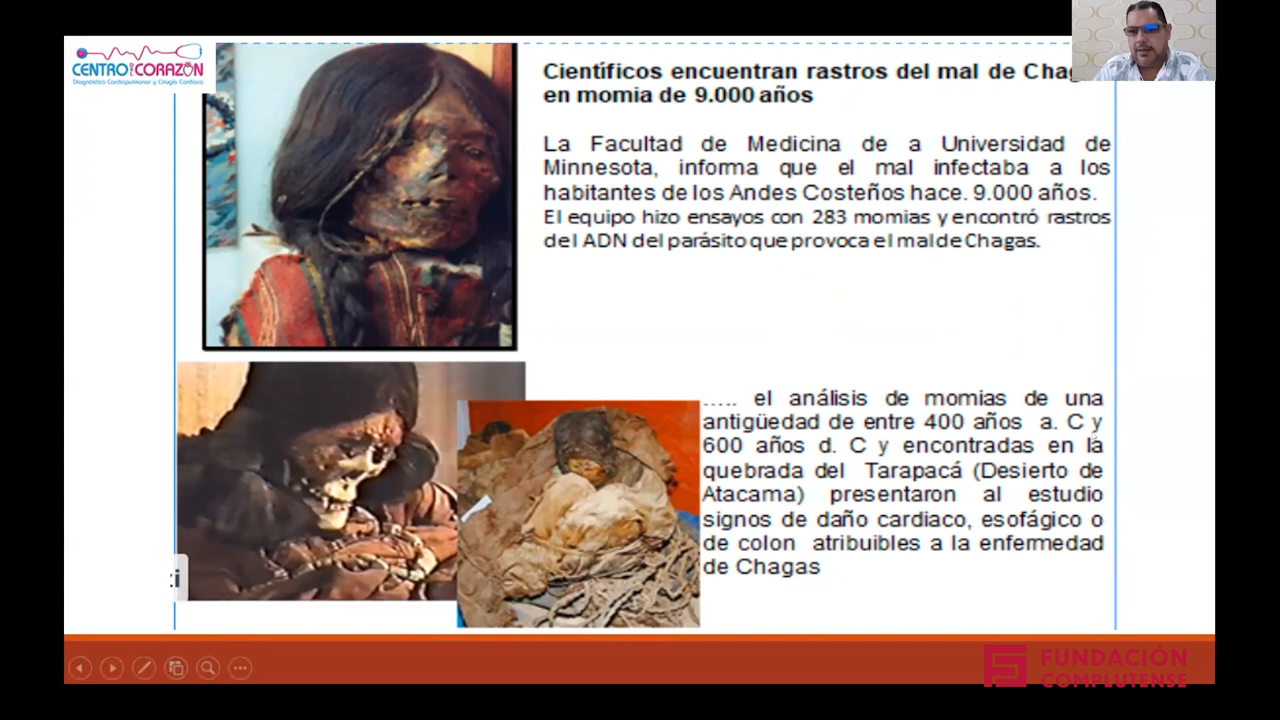 CENTRO DEL CORAZÓN
Diagnóstico Cardiopulmonar y Cirugía Cardiaca
Científicos encuentran rastros del mal de Chag
en momia de 9.000 años
La Facultad de Medicina de a Universidad de
Minnesota, informa que el mal infectaba a los
habitantes de los Andes Costeños hace. 9.000 años.
El equipo hizo ensayos con 283 momias y encontró rastros
del ADN del parásito que provoca el mal de Chagas.
.... el análisis de momias de una
antigüedad de entre 400 años a. C y
600 años d. C y encontradas en la
quebrada del Tarapacá (Desierto de
Atacama) presentaron al estudio
signos de daño cardiaco, esofágico o
de colon atribuibles a la enfermedad
de Chagas
FUNDACIÓN
COMPLUTENSE